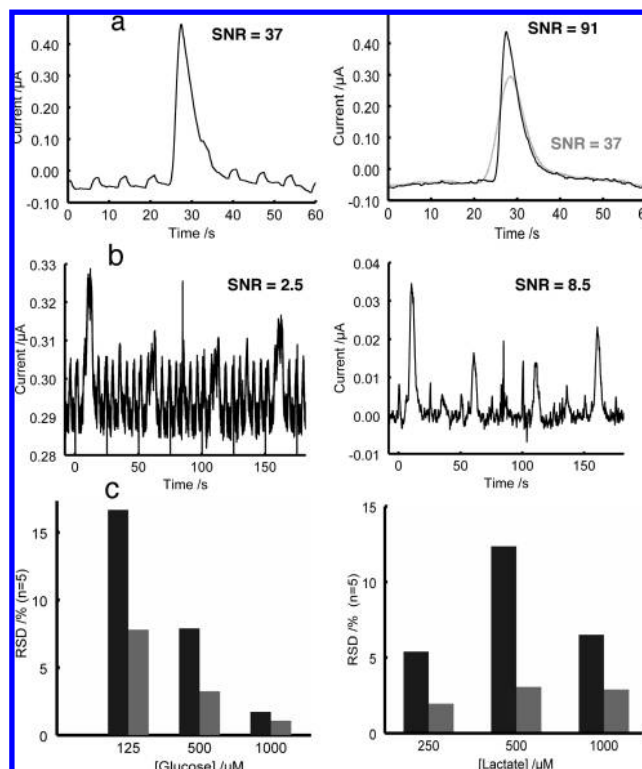 a
SNR = 37
0.40
0.30
0.20
0.10
0.00
-0.10
Current /µA
0 10 20 30 40 50 60
Time /s
SNR = 91
SNR = 37
0.40
0.30
0.20
0.10
0.00
-0.10
Current /µA
0 10 20 30 40 50 60
Time /s
b
SNR = 2.5
0.33
0.32
0.31
0.30
0.29
0.28
Current /µA
0 50 100 150
Time /s
SNR = 8.5
0.04
0.03
0.02
0.01
0.00
-0.01
Current /µA
0 50 100 150
Time /s
c
15
10
5
0
RSD /% (n=5)
125 500 1000
[Glucose] /µM
15
10
5
0
RSD /% (n=5)
250 500 1000
[Lactate] /µM